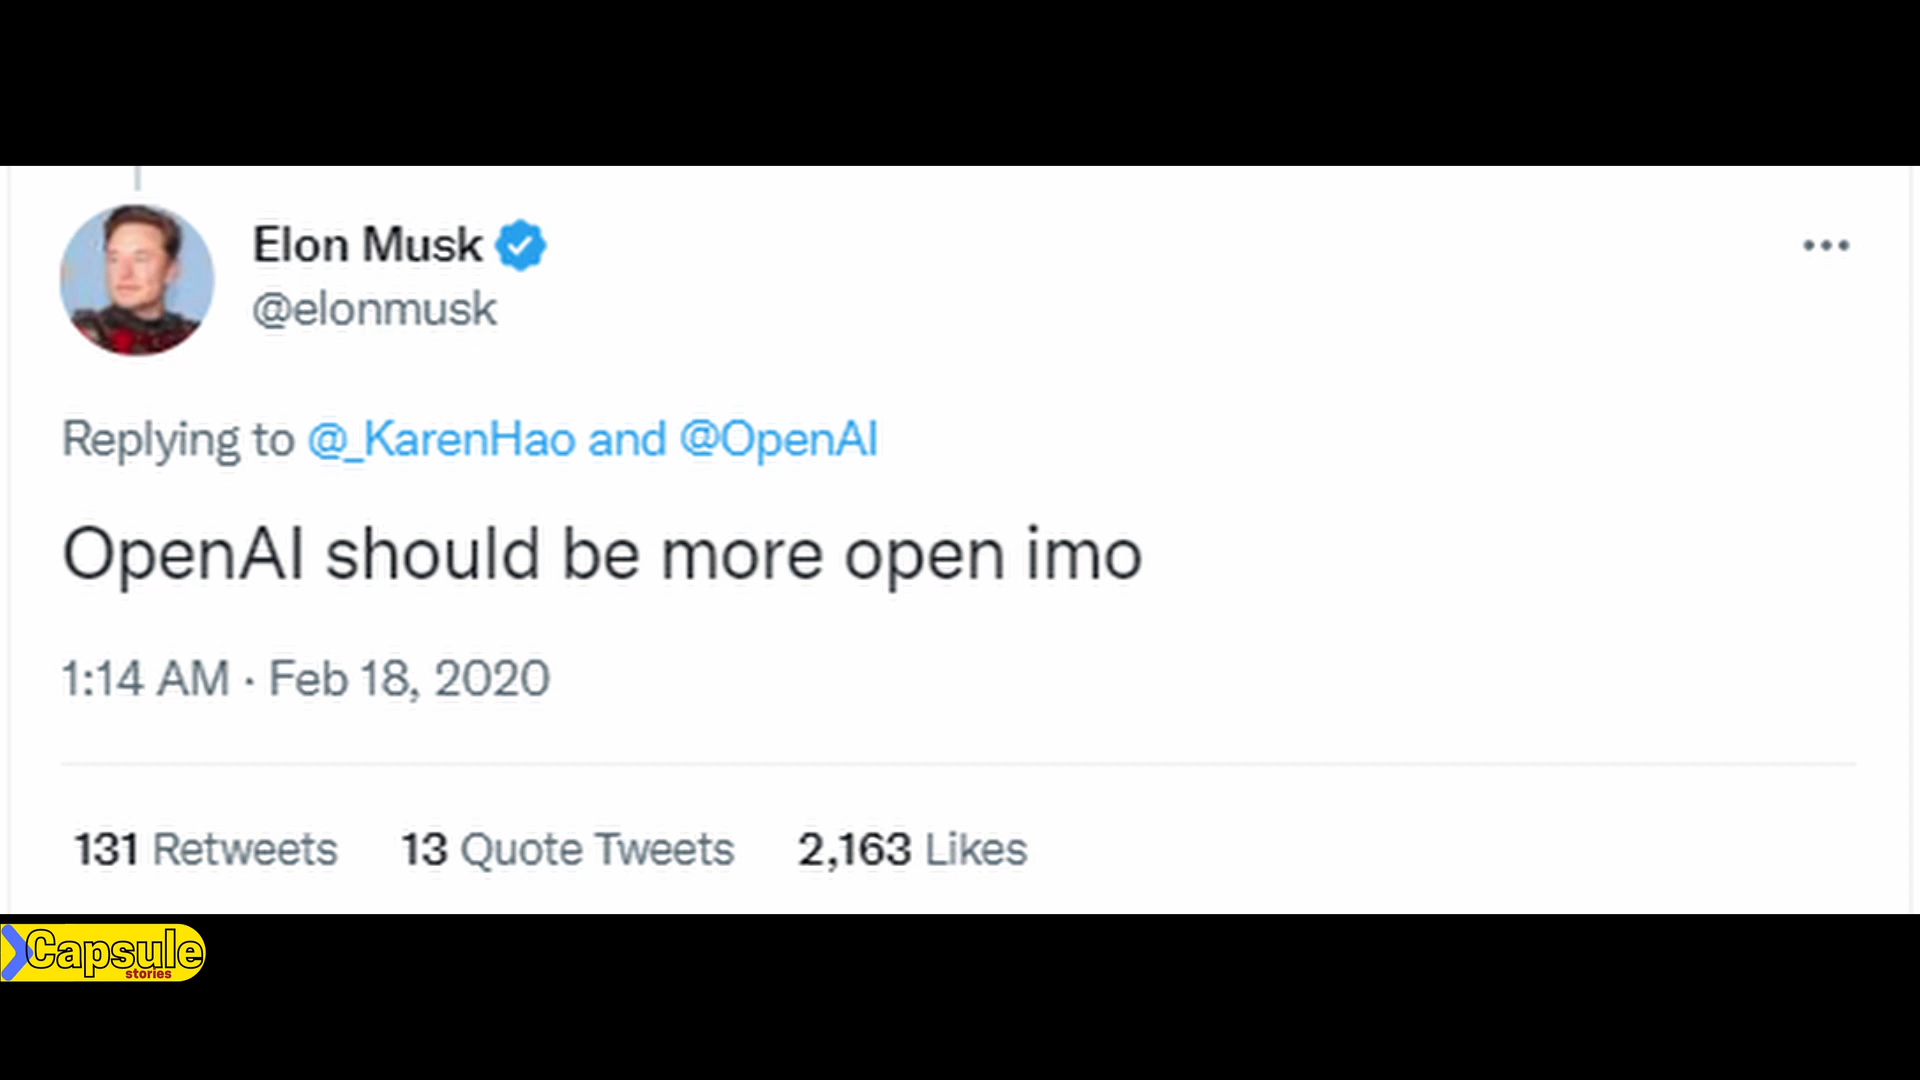 Elon Musk
@elonmusk
Replying to @_KarenHao and @OpenAI
OpenAI should be more open imo
1:14 AM · Feb 18, 2020
131 Retweets 13 Quote Tweets 2,163 Likes
Capsule
stories